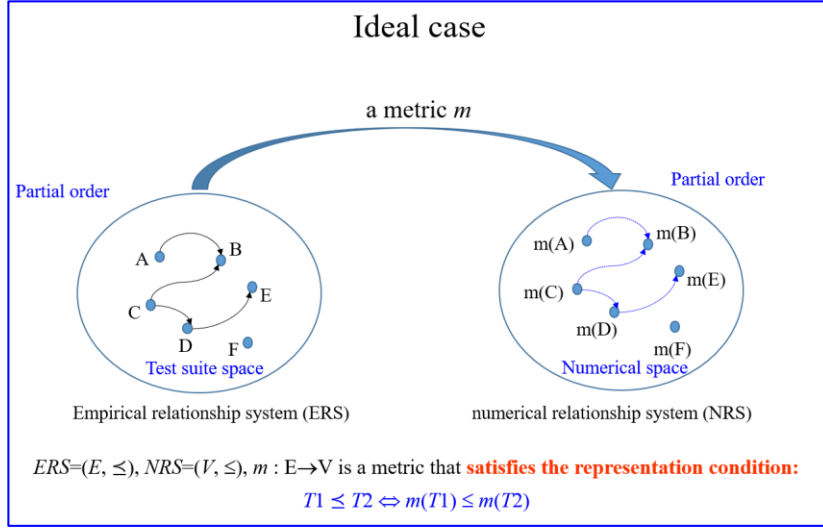 Ideal case
a metric m
Partial order
Partial order
A
B
C
D
E
F
Test suite space
m(A)
m(B)
m(C)
m(D)
m(E)
m(F)
Numerical space
Empirical relationship system (ERS)
numerical relationship system (NRS)
ERS=(E, ⪯), NRS=(V, ≤), m : E→V is a metric that satisfies the representation condition:
T1 ⪯ T2 ⇔ m(T1) ≤ m(T2)